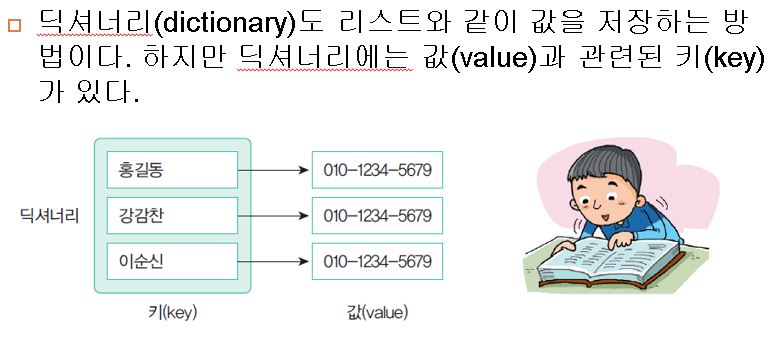 딕셔너리(dictionary)도 리스트와 같이 값을 저장하는 방
법이다. 하지만 딕셔너리에는 값(value)과 관련된 키(key)
가 있다.
홍길동 010-1234-5679
딕셔너리 강감찬 010-1234-5679
이순신 010-1234-5679
키(key) 값(value)